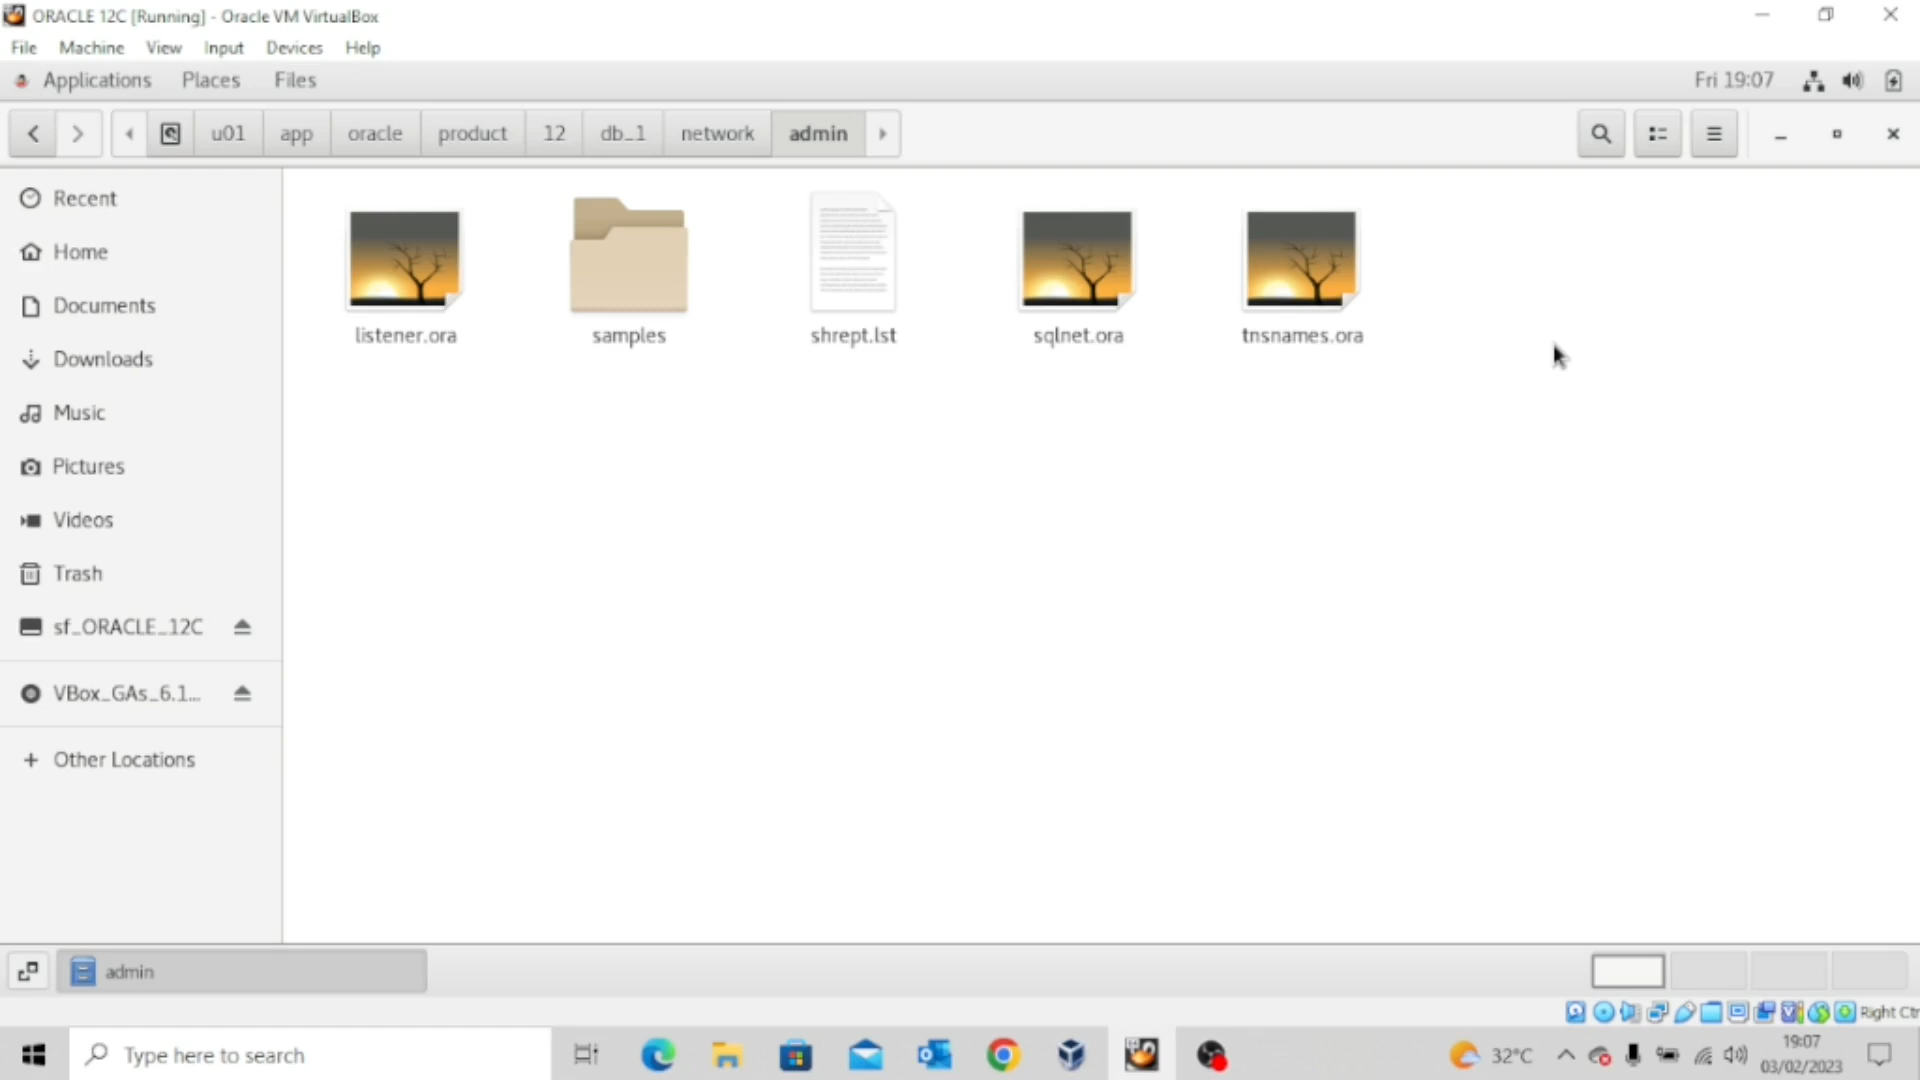 ORACLE 12C [Running] - Oracle VM VirtualBox
File Machine View Input Devices Help
Applications Places Files Fri 19:07
u01 app oracle product 12 db_1 network admin
Recent
Home
Documents
Downloads
Music
Pictures
Videos
Trash
sf_ORACLE_12C
VBox_GAs_6.1...
Other Locations
listener.ora samples shrept.lst sqlnet.ora tnsnames.ora
admin
Right Ctr
Type here to search
32°C
19:07
03/02/2023